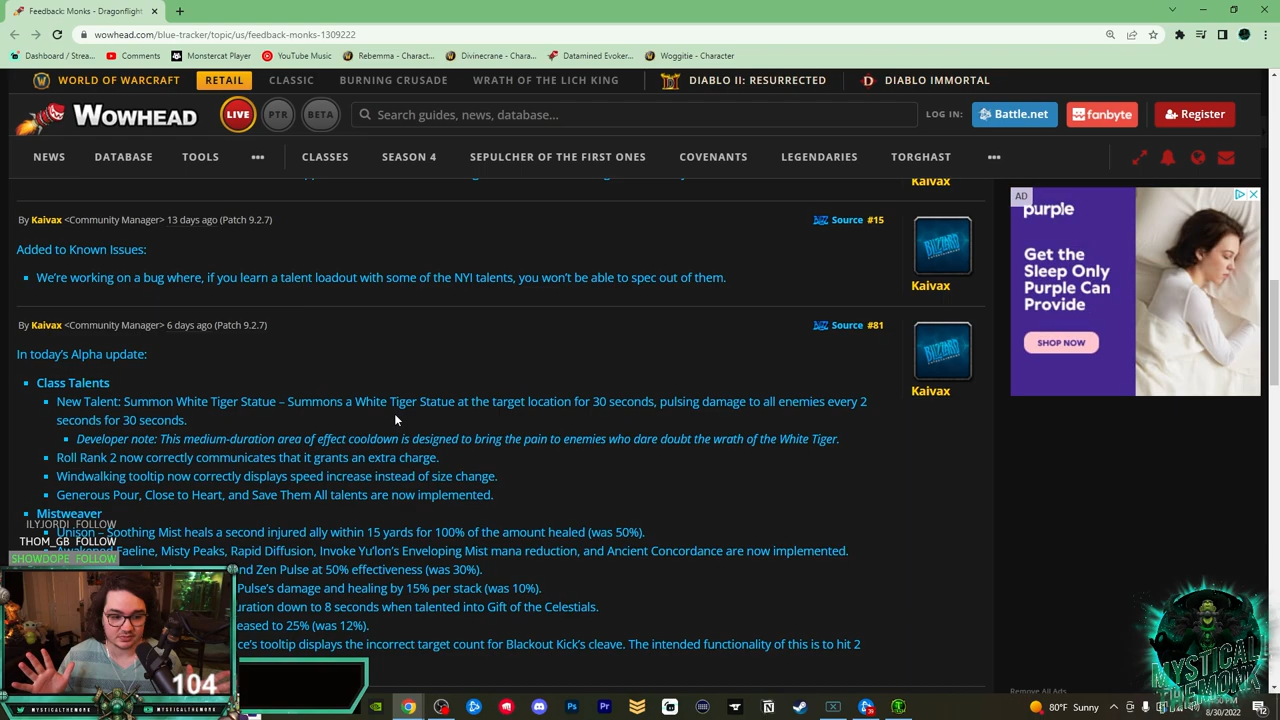 Feedback: Monks - Dragonflight
wowhead.com/blue-tracker/topic/us/feedback-monks-1309222
Dashboard / Strea... Comments Monstercat Player YouTube Music Rebemma - Charact... Divinecrane - Chara... Datamined Evoker... Woggitie - Character
WORLD OF WARCRAFT RETAIL CLASSIC BURNING CRUSADE WRATH OF THE LICH KING DIABLO II: RESURRECTED DIABLO IMMORTAL
WOWHEAD LIVE PTR BETA Search guides, news, database... LOG IN: Battle.net fanbyte Register
NEWS DATABASE TOOLS ••• CLASSES SEASON 4 SEPULCHER OF THE FIRST ONES COVENANTS LEGENDARIES TORGHAST •••
Kaivax
By Kaivax <Community Manager> 13 days ago (Patch 9.2.7) Source #15
Added to Known Issues:
We're working on a bug where, if you learn a talent loadout with some of the NYI talents, you won't be able to spec out of them.
BLIZZARD
Kaivax
By Kaivax <Community Manager> 6 days ago (Patch 9.2.7) Source #81
In today's Alpha update:
BLIZZARD
Kaivax
Class Talents
New Talent: Summon White Tiger Statue – Summons a White Tiger Statue at the target location for 30 seconds, pulsing damage to all enemies every 2
seconds for 30 seconds.
Developer note: This medium-duration area of effect cooldown is designed to bring the pain to enemies who dare doubt the wrath of the White Tiger.
Roll Rank 2 now correctly communicates that it grants an extra charge.
Windwalking tooltip now correctly displays speed increase instead of size change.
Generous Pour, Close to Heart, and Save Them All talents are now implemented.
Mistweaver
Unison – Soothing Mist heals a second injured ally within 15 yards for 100% of the amount healed (was 50%).
Awakened Faeline, Misty Peaks, Rapid Diffusion, Invoke Yu'lon's Enveloping Mist mana reduction, and Ancient Concordance are now implemented.
nd Zen Pulse at 50% effectiveness (was 30%).
Pulse's damage and healing by 15% per stack (was 10%).
uration down to 8 seconds when talented into Gift of the Celestials.
eased to 25% (was 12%).
ce's tooltip displays the incorrect target count for Blackout Kick's cleave. The intended functionality of this is to hit 2
ILYJORDI FOLLOW
THOM_GB FOLLOW
SHOWDOPE FOLLOW
104
MYSTICALTHEMONK MYSTICALTHEMONK
AD
purple
Get the
Sleep Only
Purple Can
Provide
SHOP NOW
MYSTICAL
THEMONK
Remove All Ads
80°F Sunny
8/30/2022